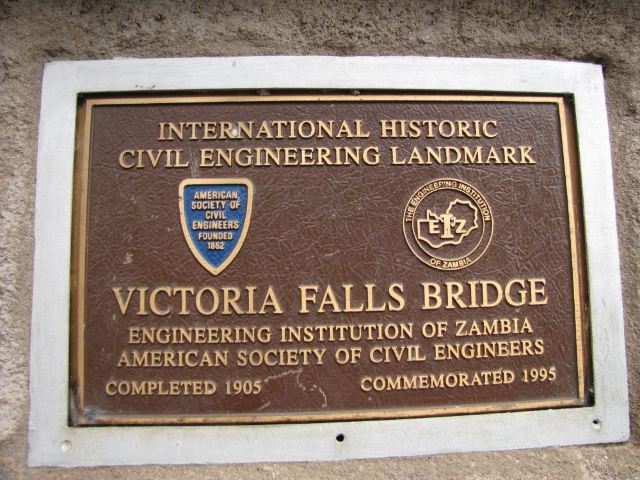 INTERNATIONAL HISTORIC
CIVIL ENGINEERING LANDMARK
AMERICAN
SOCIETY OF
CIVIL
ENGINEERS
FOUNDED
1852
THE ENGINEERING INSTITUTION
EIZ
OF ZAMBIA
VICTORIA FALLS BRIDGE
ENGINEERING INSTITUTION OF ZAMBIA
AMERICAN SOCIETY OF CIVIL ENGINEERS
COMPLETED 1905 COMMEMORATED 1995